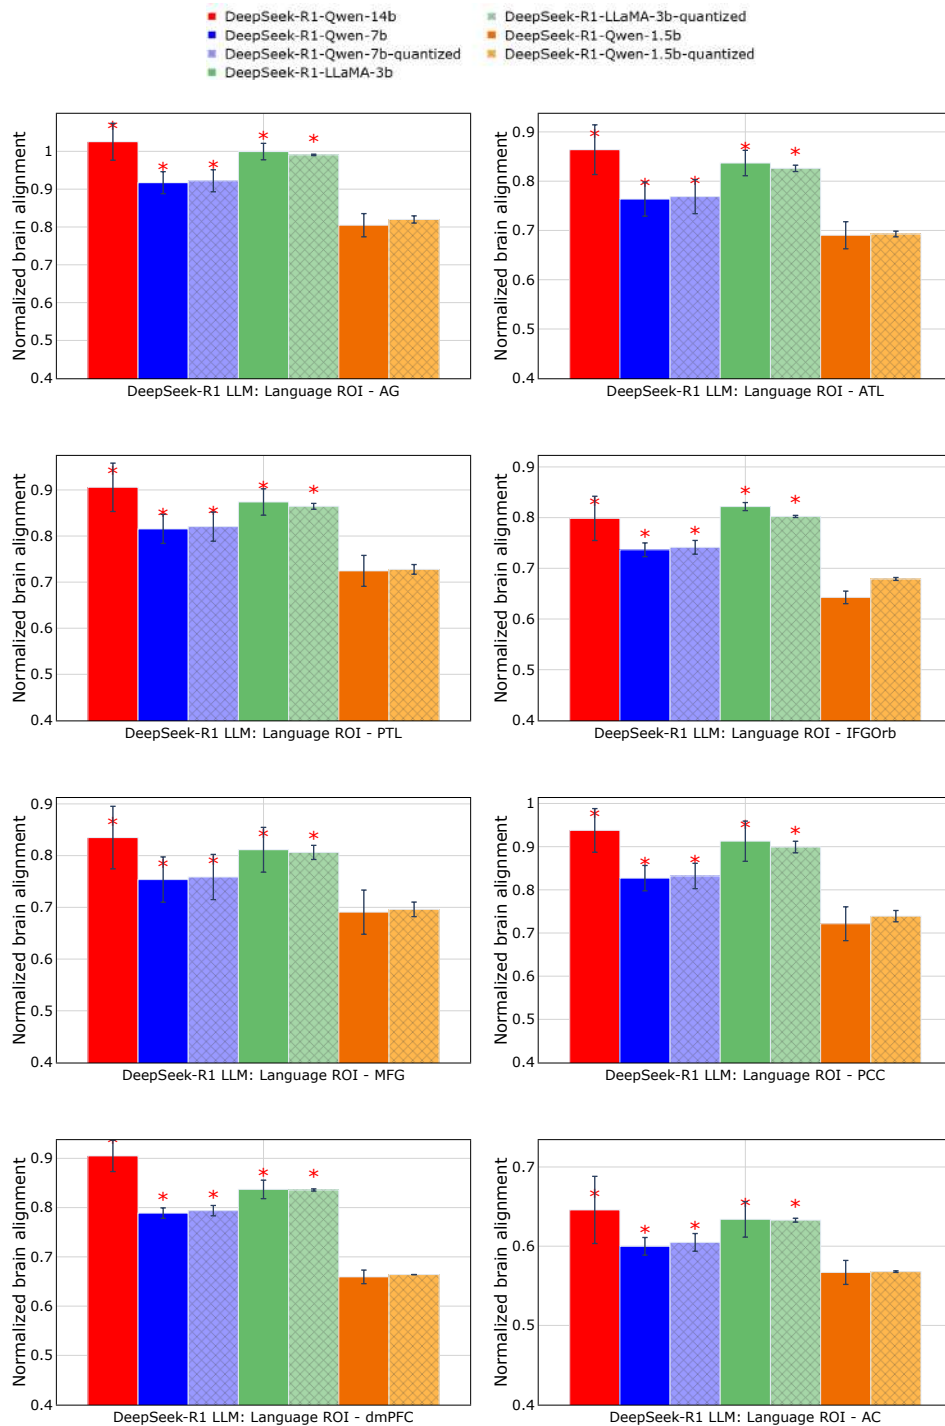 DeepSeek-R1-Qwen-14b
DeepSeek-R1-Qwen-7b
DeepSeek-R1-Qwen-7b-quantized
DeepSeek-R1-LLaMA-3b
DeepSeek-R1-LLaMA-3b-quantized
DeepSeek-R1-Qwen-1.5b
DeepSeek-R1-Qwen-1.5b-quantized
Normalized brain alignment
1
0.9
0.8
0.7
0.6
0.5
0.4
* * * * *
DeepSeek-R1 LLM: Language ROI - AG
Normalized brain alignment
0.9
0.8
0.7
0.6
0.5
0.4
* * * * *
DeepSeek-R1 LLM: Language ROI - ATL
Normalized brain alignment
0.9
0.8
0.7
0.6
0.5
0.4
* * * * *
DeepSeek-R1 LLM: Language ROI - PTL
Normalized brain alignment
0.9
0.8
0.7
0.6
0.5
0.4
* * * * *
DeepSeek-R1 LLM: Language ROI - IFGOrb
Normalized brain alignment
0.9
0.8
0.7
0.6
0.5
0.4
* * * * *
DeepSeek-R1 LLM: Language ROI - MFG
Normalized brain alignment
1
0.9
0.8
0.7
0.6
0.5
0.4
* * * * *
DeepSeek-R1 LLM: Language ROI - PCC
Normalized brain alignment
0.9
0.8
0.7
0.6
0.5
0.4
* * * * *
DeepSeek-R1 LLM: Language ROI - dmPFC
Normalized brain alignment
0.7
0.6
0.5
0.4
* * * * *
DeepSeek-R1 LLM: Language ROI - AC